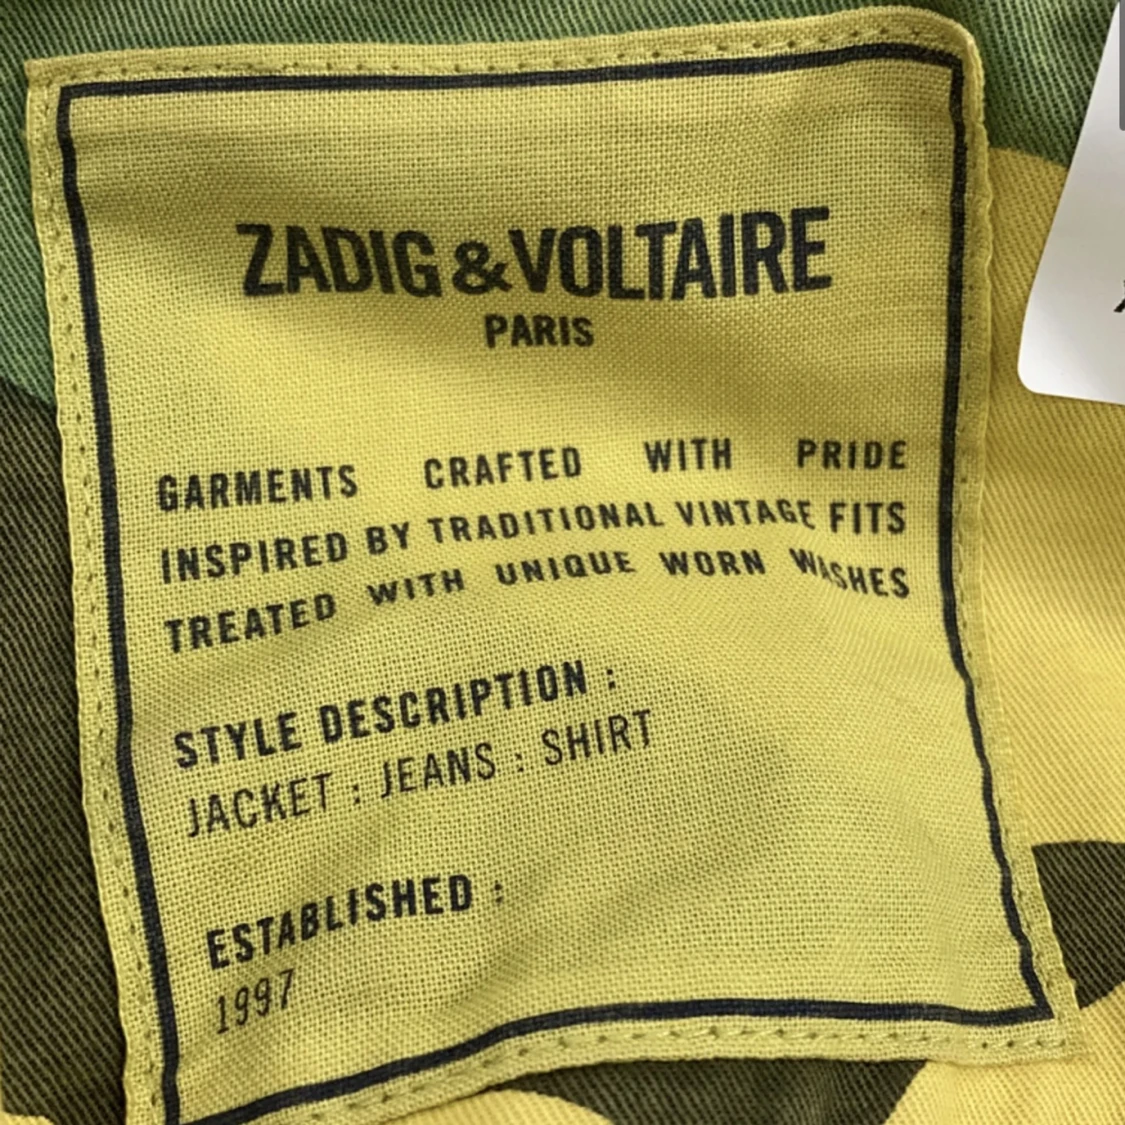 ZADIG & VOLTAIRE
PARIS
GARMENTS CRAFTED WITH PRIDE
INSPIRED BY TRADITIONAL VINTAGE FITS
TREATED WITH UNIQUE WORN WASHES
STYLE DESCRIPTION :
JACKET : JEANS : SHIRT
ESTABLISHED :
1997